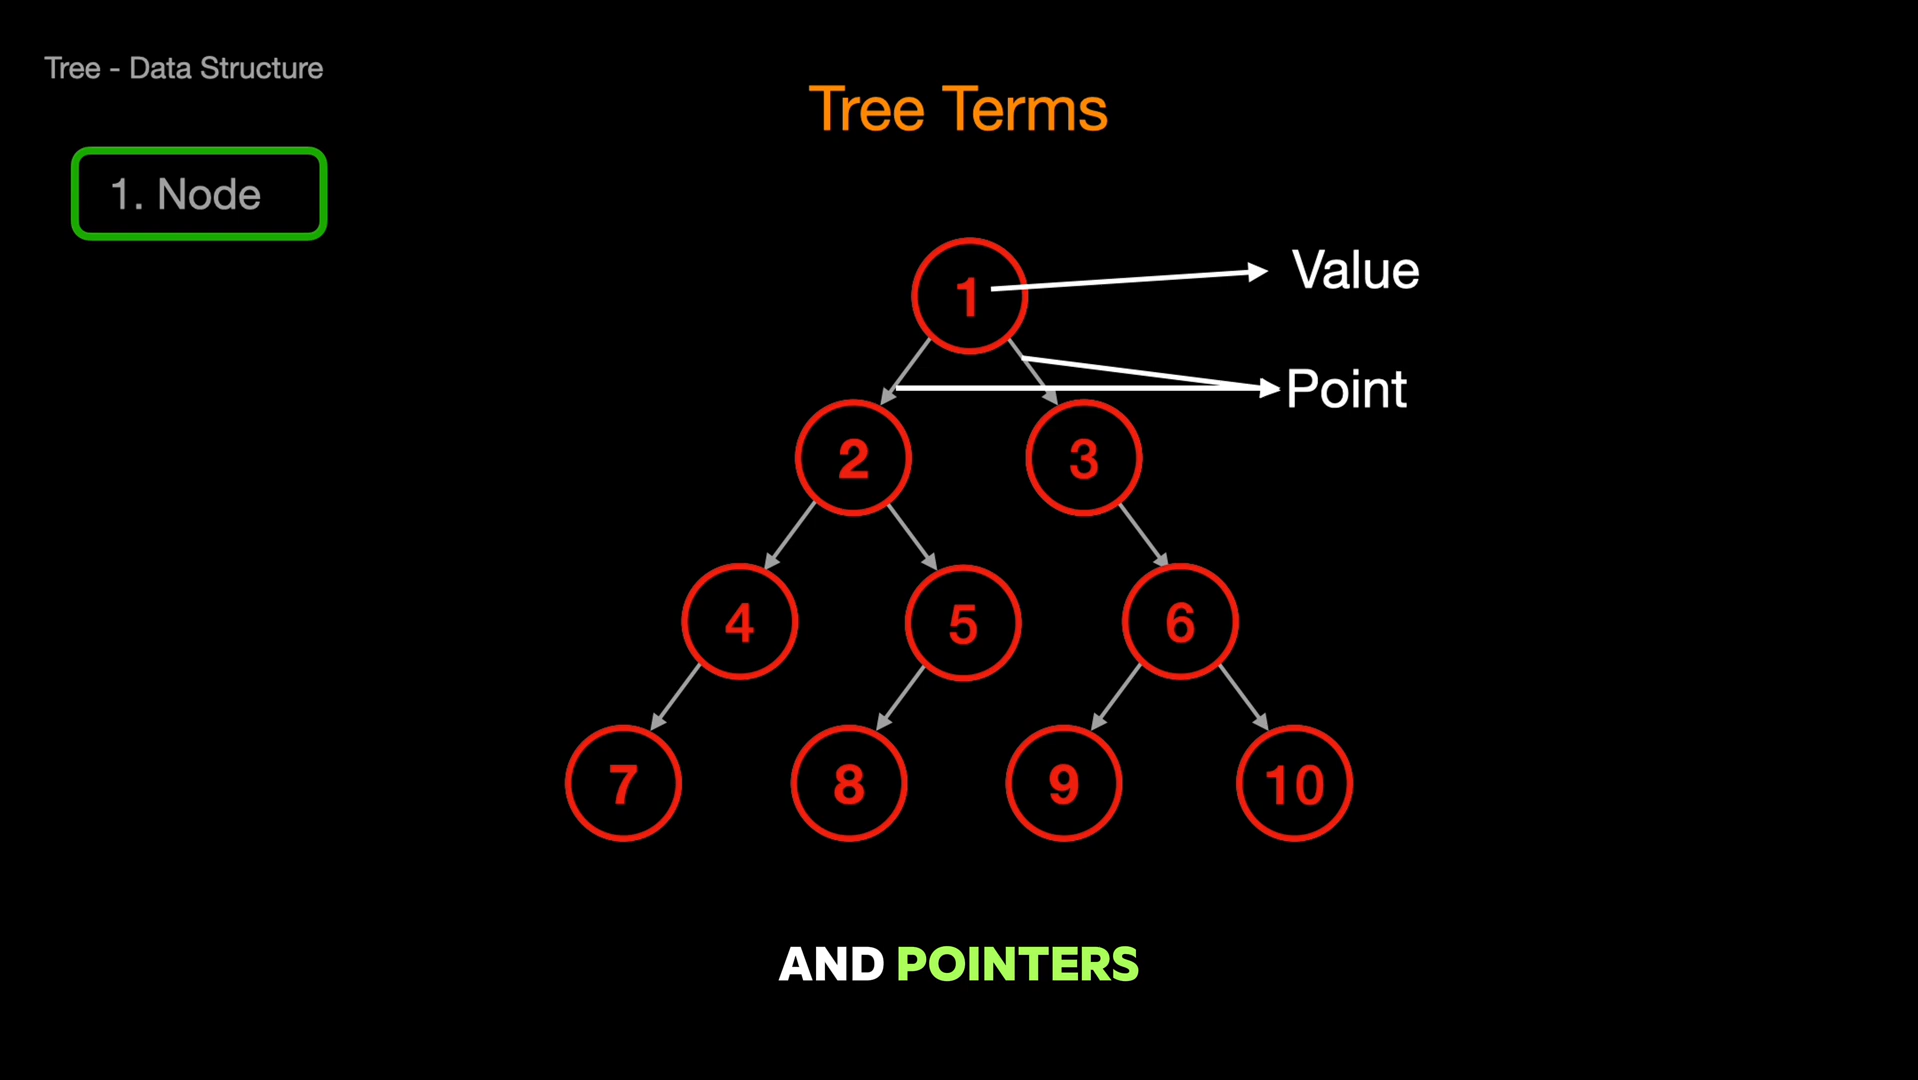 Tree - Data Structure
Tree Terms
1. Node
1
Value
Point
2
3
4
5
6
7
8
9
10
AND POINTERS